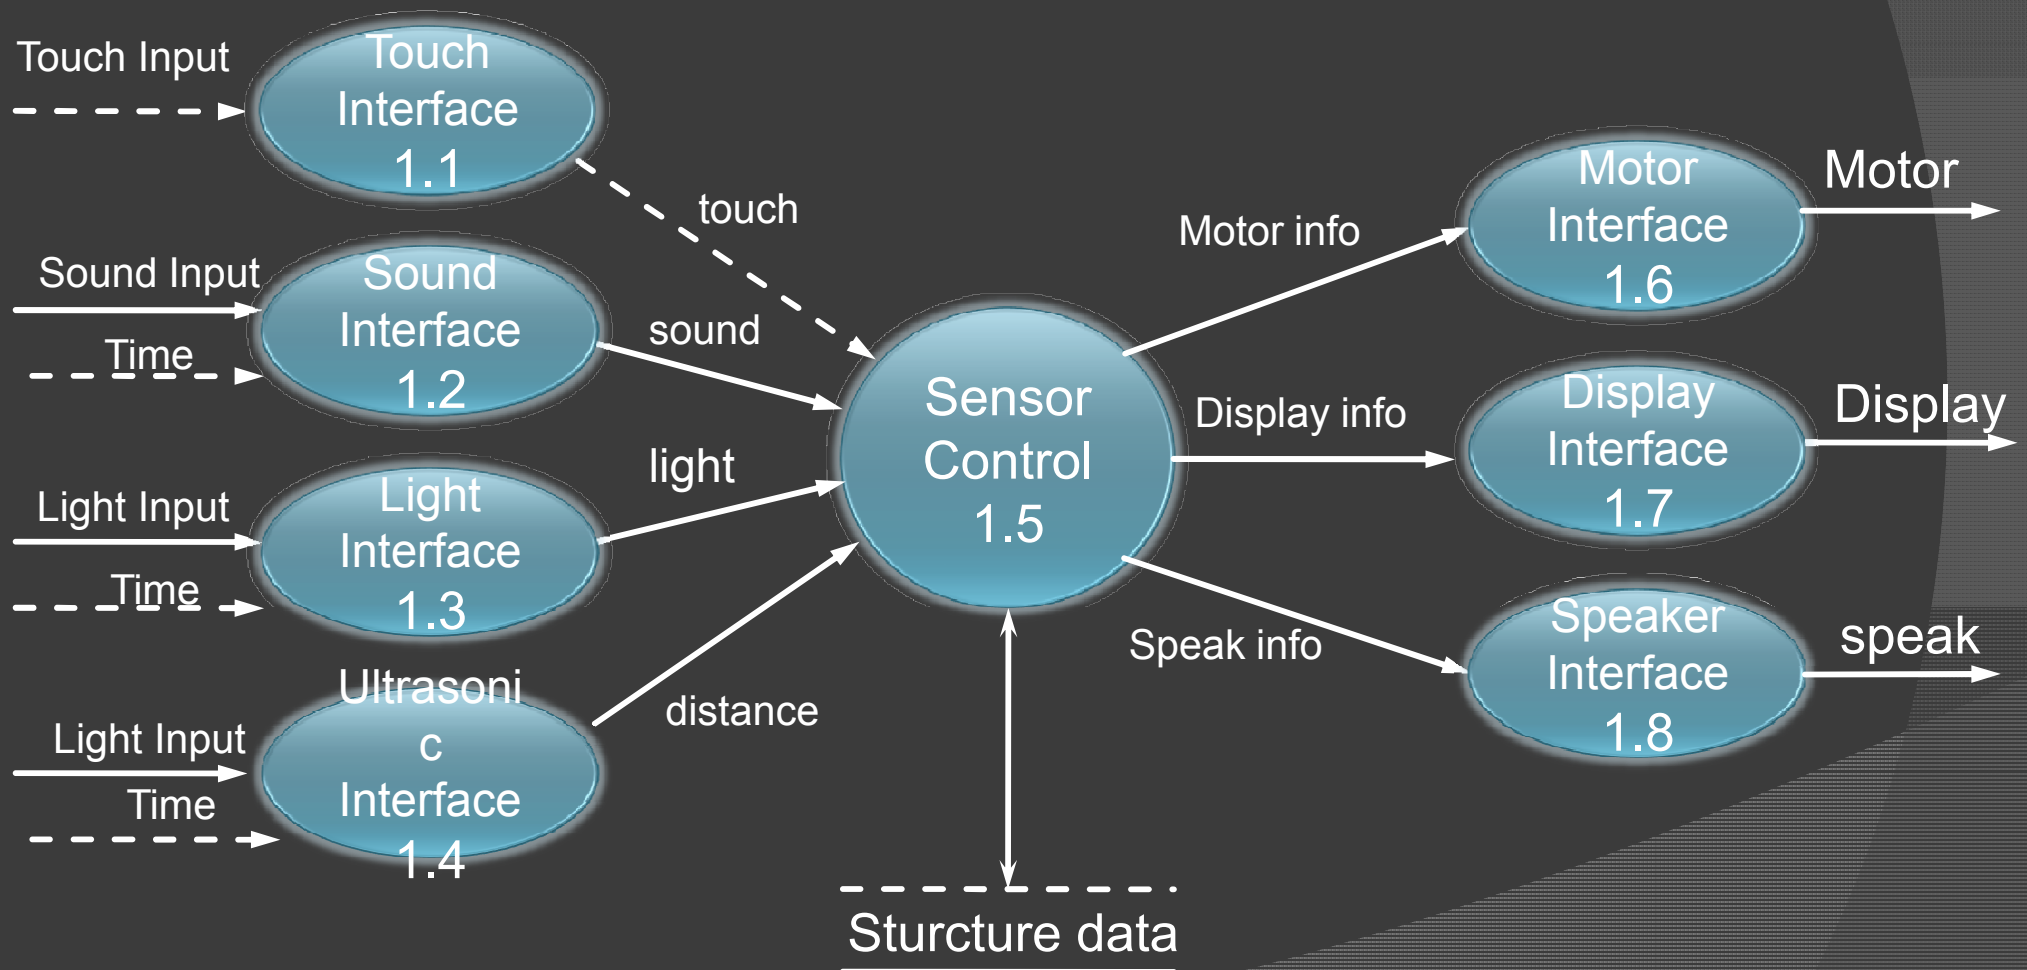 Touch Input
Touch
Interface
1.1
touch
Sound Input
Time
Sound
Interface
1.2
sound
Light Input
Time
Light
Interface
1.3
light
Light Input
Time
Ultrasoni
c
Interface
1.4
distance
Sensor
Control
1.5
Sturcture data
Motor info
Motor
Interface
1.6
Motor
Display info
Display
Interface
1.7
Display
Speak info
Speaker
Interface
1.8
speak